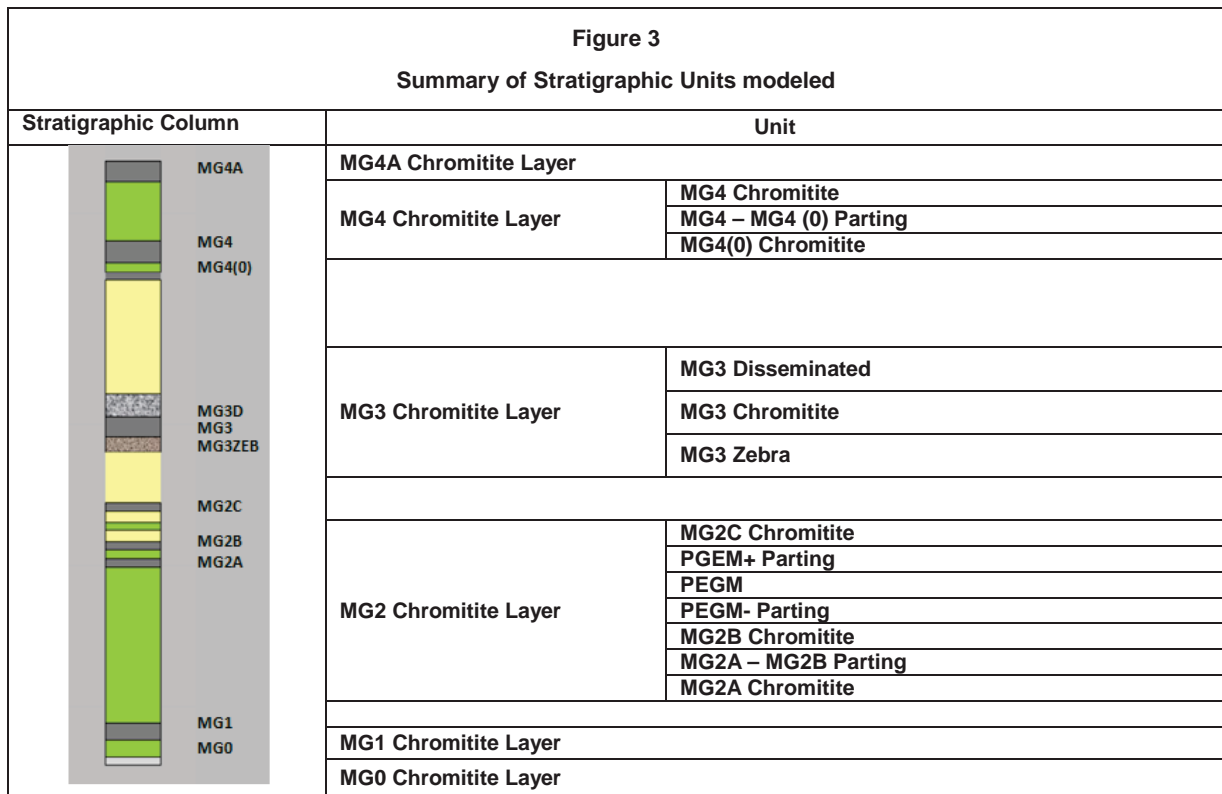 Figure 3
Summary of Stratigraphic Units modeled
Stratigraphic Column
Unit
MG4A
MG4
MG4(0)
MG3D
MG3
MG3ZEB
MG2C
MG2B
MG2A
MG1
MG0
MG4A Chromitite Layer
MG4 Chromitite Layer
MG4 Chromitite
MG4 – MG4 (0) Parting
MG4(0) Chromitite
MG3 Chromitite Layer
MG3 Disseminated
MG3 Chromitite
MG3 Zebra
MG2 Chromitite Layer
MG2C Chromitite
PGEM+ Parting
PEGM
PEGM- Parting
MG2B Chromitite
MG2A – MG2B Parting
MG2A Chromitite
MG1 Chromitite Layer
MG0 Chromitite Layer